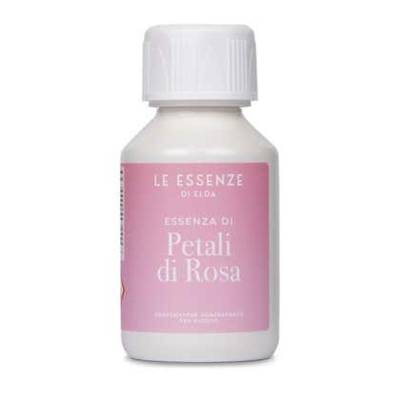 LE ESSENZE
DI ELDA
ESSENZA DI
Petali
di Rosa